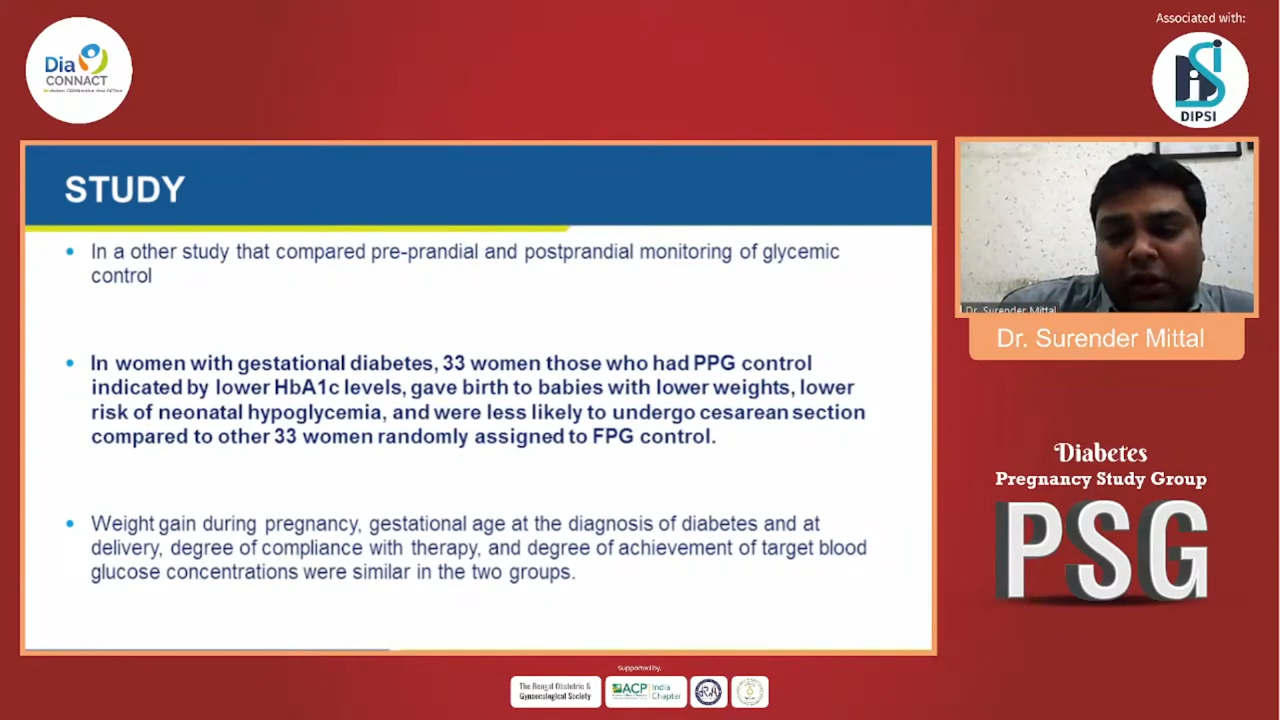 Associated with:
Dia
CONNACT
DIPSI
STUDY
In a other study that compared pre-prandial and postprandial monitoring of glycemic
control
In women with gestational diabetes, 33 women those who had PPG control
indicated by lower HbA1c levels, gave birth to babies with lower weights, lower
risk of neonatal hypoglycemia, and were less likely to undergo cesarean section
compared to other 33 women randomly assigned to FPG control.
Weight gain during pregnancy, gestational age at the diagnosis of diabetes and at
delivery, degree of compliance with therapy, and degree of achievement of target blood
glucose concentrations were similar in the two groups.
Dr. Surender Mittal
Dr. Surender Mittal
Diabetes
Pregnancy Study Group
PSG
Supported by:
The Bengal Obstetric &
Gynaecological Society
ACP India
Chapter